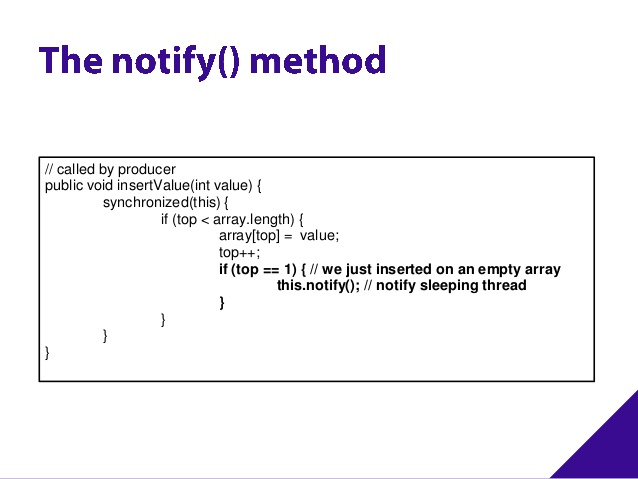 The notify() method
// called by producer
public void insertValue(int value) {
synchronized(this) {
if (top < array.length) {
array[top] =  value;
top++;
if (top == 1) { // we just inserted on an empty array
this.notify(); // notify sleeping thread
}
}
}
}